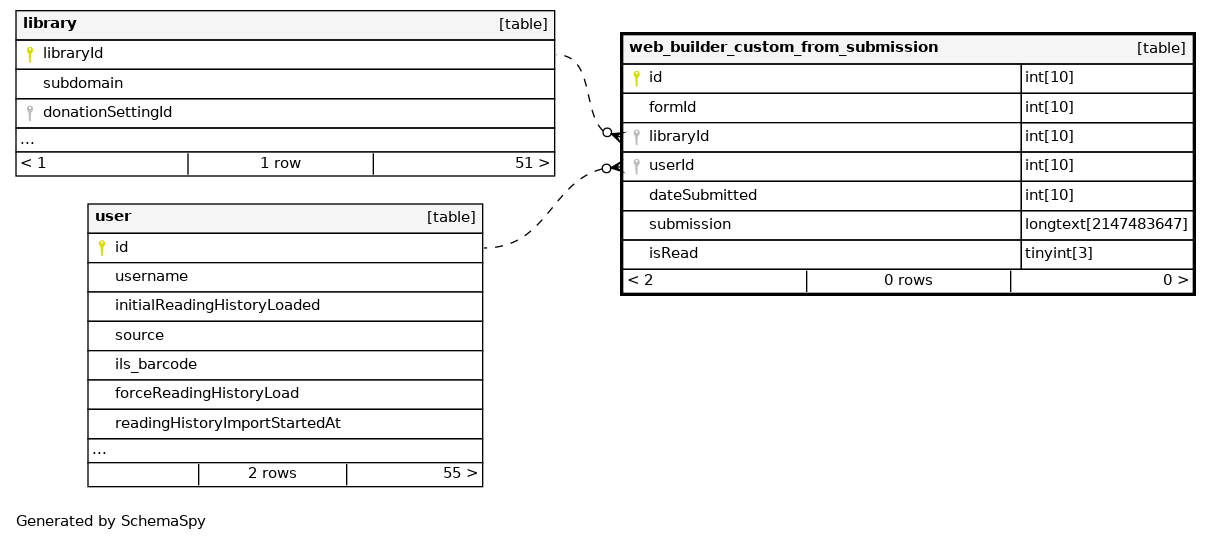 library [table]
libraryId
subdomain
donationSettingId
...
< 1 1 row 51 >
web_builder_custom_from_submission [table]
id int[10]
formId int[10]
libraryId int[10]
userId int[10]
dateSubmitted int[10]
submission longtext[2147483647]
isRead tinyint[3]
< 2 0 rows 0 >
user [table]
id
username
initialReadingHistoryLoaded
source
ils_barcode
forceReadingHistoryLoad
readingHistoryImportStartedAt
...
2 rows 55 >
Generated by SchemaSpy